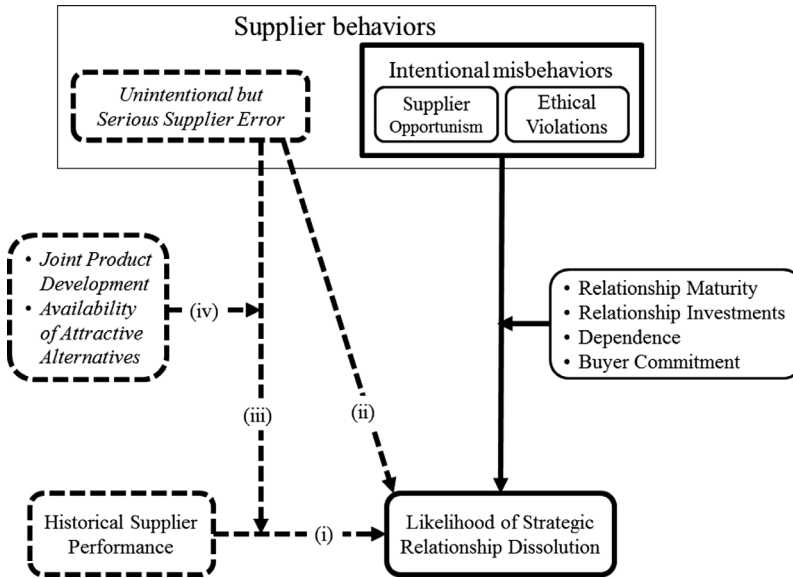 Supplier behaviors
Unintentional but
Serious Supplier Error
Intentional misbehaviors
Supplier
Opportunism
Ethical
Violations
• Joint Product
Development
• Availability
of Attractive
Alternatives
(iv)
• Relationship Maturity
• Relationship Investments
• Dependence
• Buyer Commitment
(iii)
(ii)
Historical Supplier
Performance
(i)
Likelihood of Strategic
Relationship Dissolution